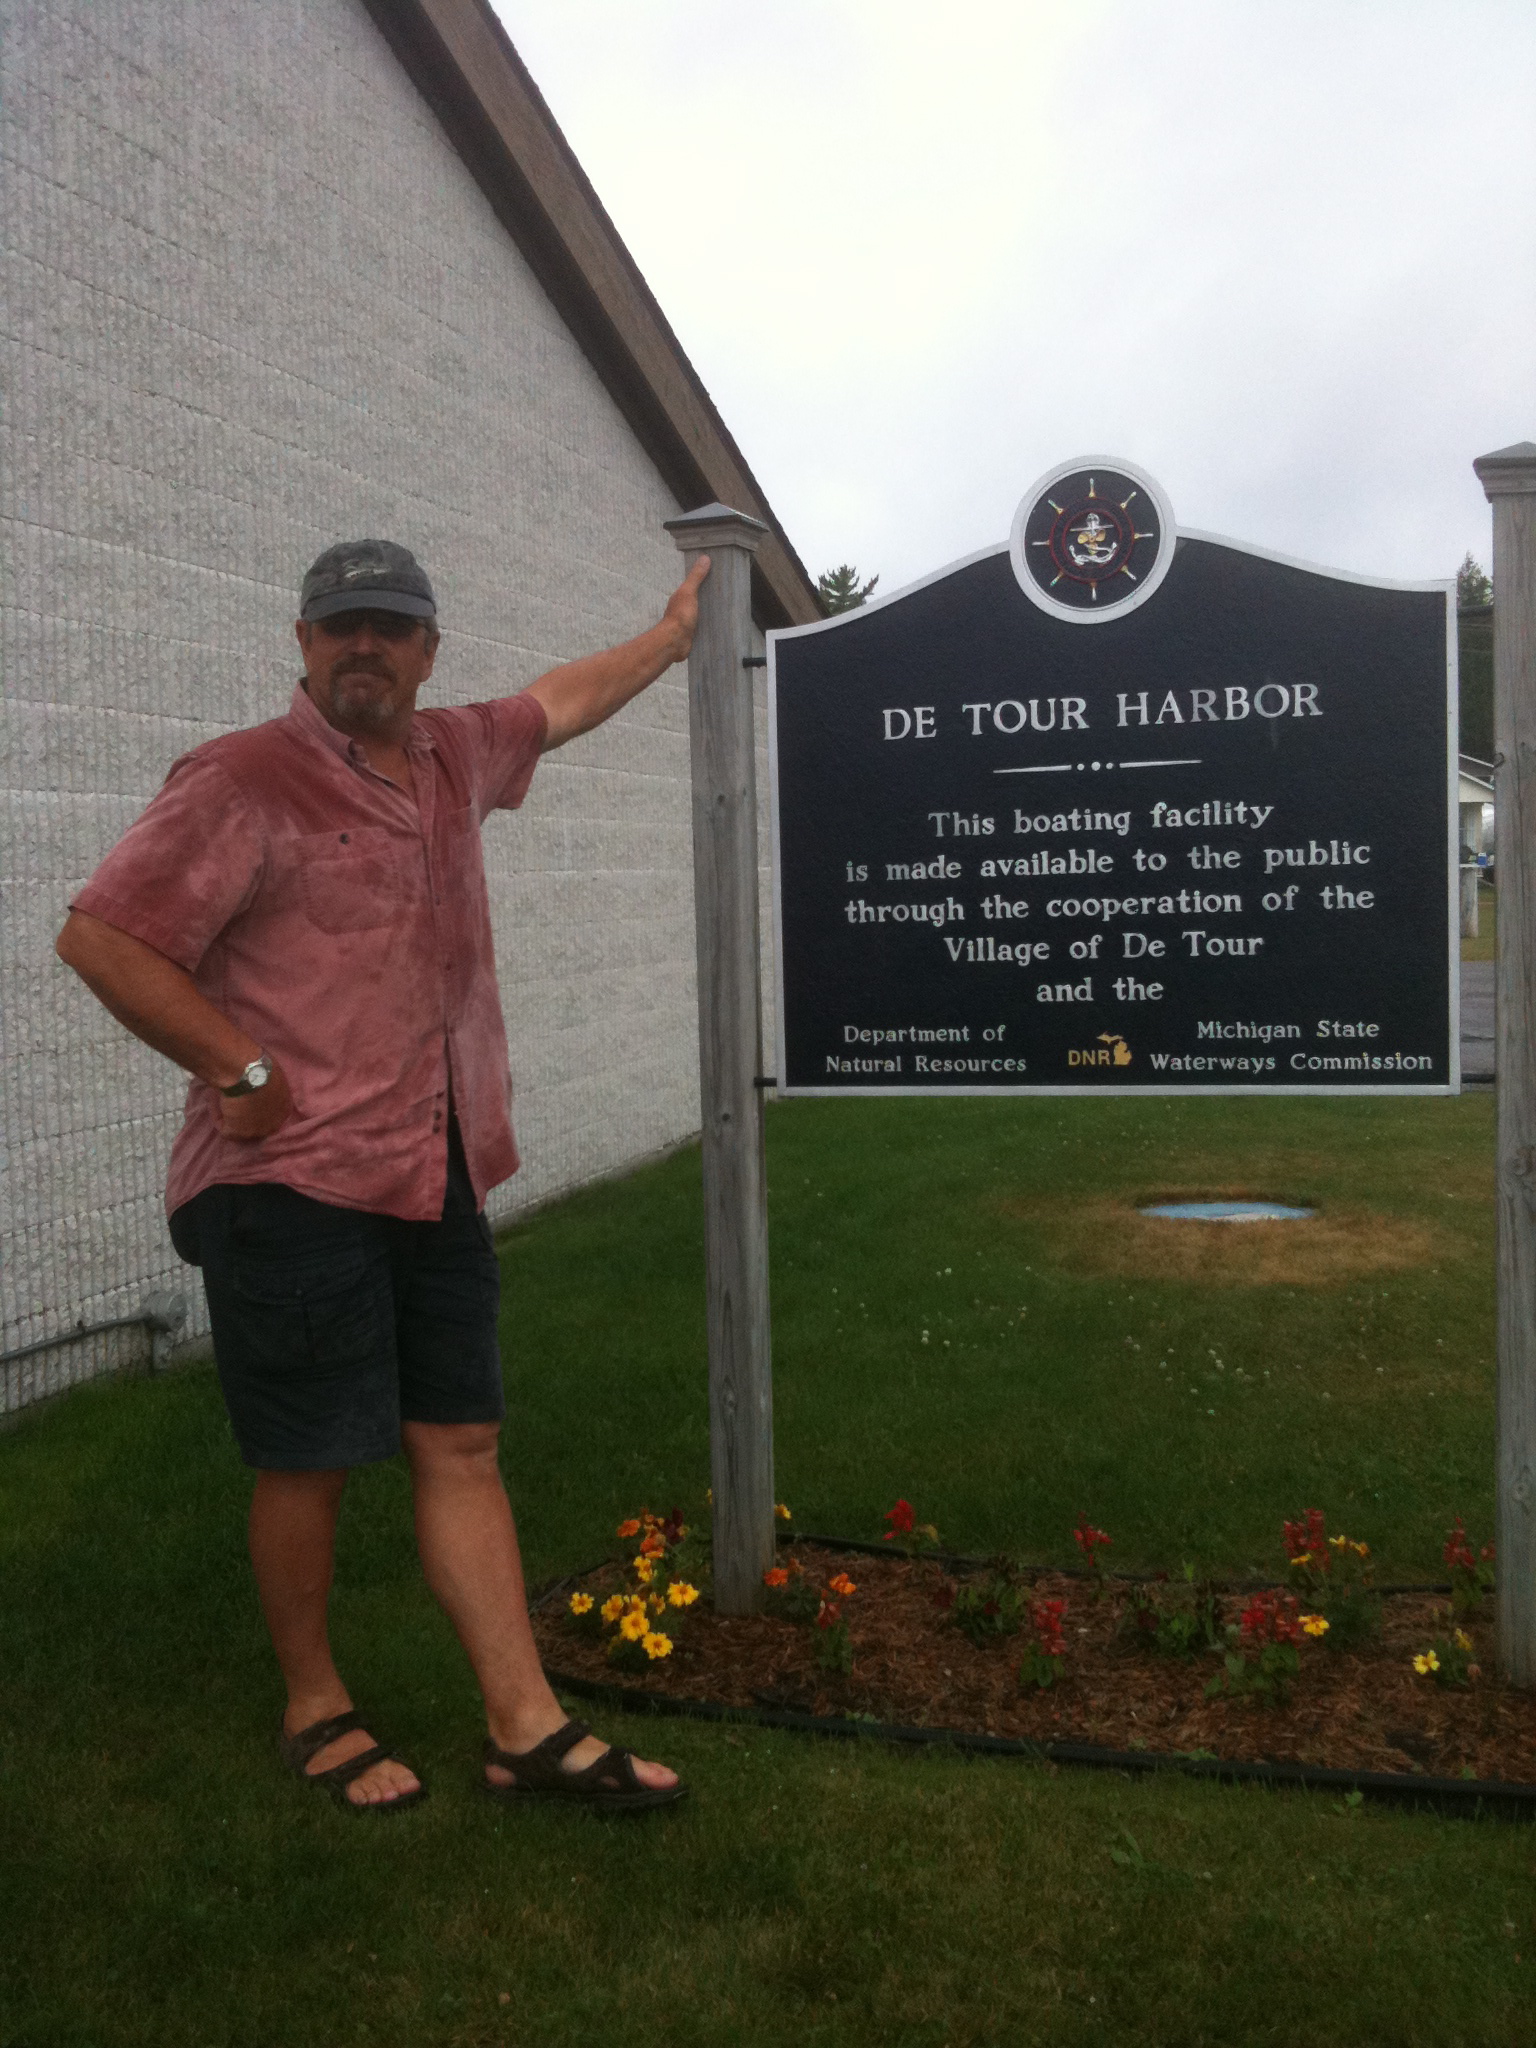 DE TOUR HARBOR
This boating facility
is made available to the public
through the cooperation of the
Village of De Tour
and the
Department of
Natural Resources
DNR
Michigan State
Waterways Commission